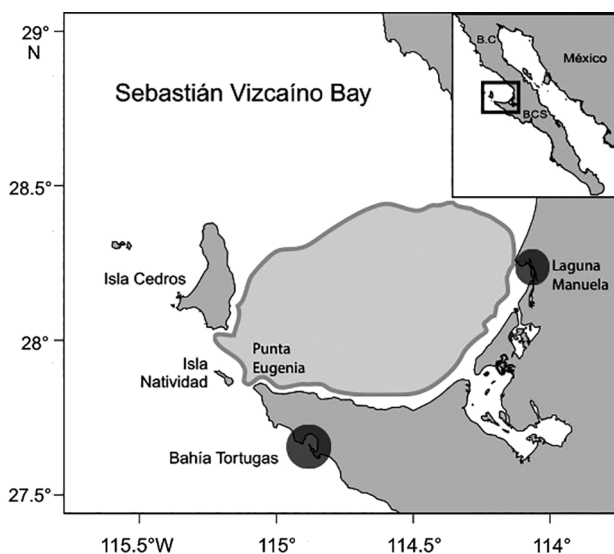 29°
N
Sebastián Vizcaíno Bay
B.C
México
BCS
28.5°
Isla Cedros
Laguna
Manuela
28°
Punta
Eugenia
Isla
Natividad
Bahía Tortugas
27.5°
115.5°W
115°
114.5°
114°